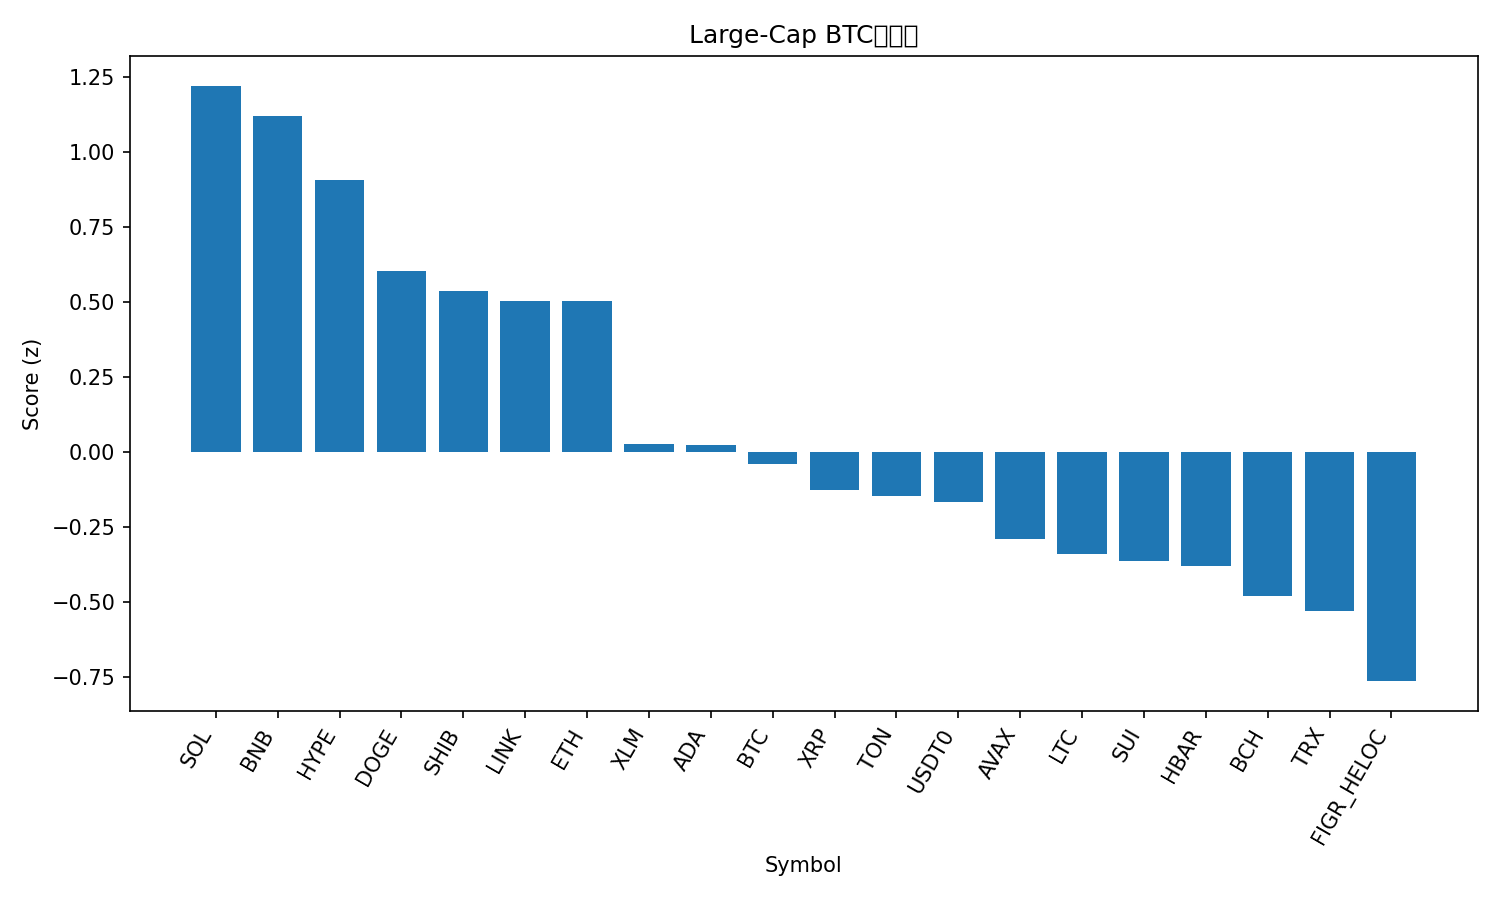 Large-Cap BTC
1.25
1.00
0.75
0.50
0.25
0.00
−0.25
−0.50
−0.75
Score (z)
SOL
BNB
HYPE
DOGE
SHIB
LINK
ETH
XLM
ADA
BTC
XRP
TON
USDT0
AVAX
LTC
SUI
HBAR
BCH
TRX
FIGR_HELOC
Symbol